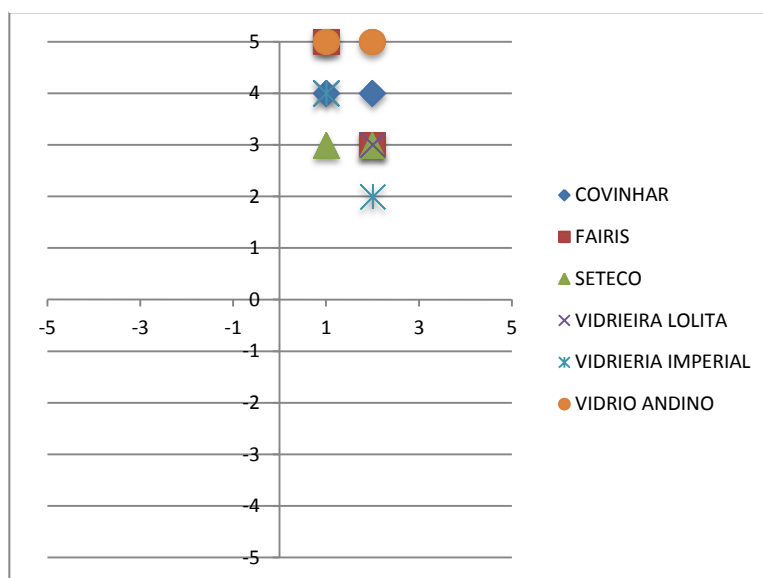 5
4
3
2
1
0
-5 -3 -1 1 3 5
-1
-2
-3
-4
-5
COVINHAR
FAIRIS
SETECO
VIDRIEIRA LOLITA
VIDRIERIA IMPERIAL
VIDRIO ANDINO